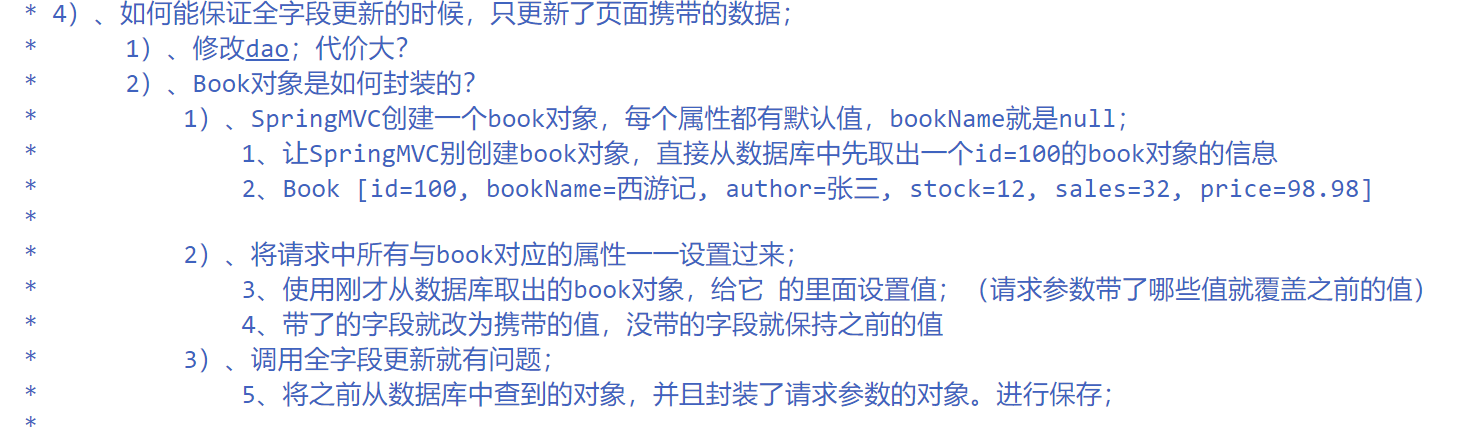 * 4）、如何能保证全字段更新的时候，只更新了页面携带的数据；
* 1）、修改dao；代价大？
* 2）、Book对象是如何封装的？
* 1）、SpringMVC创建一个book对象，每个属性都有默认值，bookName就是null；
* 1、让SpringMVC别创建book对象，直接从数据库中先取出一个id=100的book对象的信息
* 2、Book [id=100, bookName=西游记, author=张三, stock=12, sales=32, price=98.98]
*
* 2）、将请求中所有与book对应的属性一一设置过来；
* 3、使用刚才从数据库取出的book对象，给它 的里面设置值；（请求参数带了哪些值就覆盖之前的值）
* 4、带了的字段就改为携带的值，没带的字段就保持之前的值
* 3）、调用全字段更新就有问题；
* 5、将之前从数据库中查到的对象，并且封装了请求参数的对象。进行保存；
*